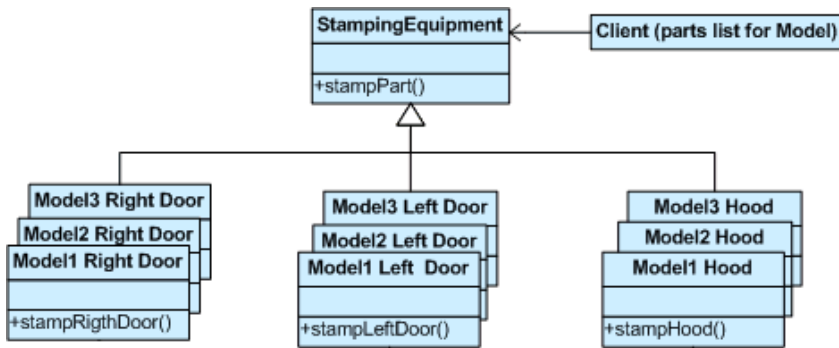 StampingEquipment
Client (parts list for Model)
+stampPart()
Model3 Right Door
Model2 Right Door
Model1 Right Door
+stampRigthDoor()
Model3 Left Door
Model2 Left Door
Model1 Left Door
+stampLeftDoor()
Model3 Hood
Model2 Hood
Model1 Hood
+stampHood()